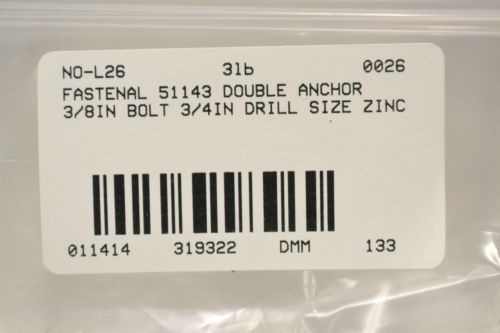 NO-L26 3lb 0026
FASTENAL 51143 DOUBLE ANCHOR
3/8IN BOLT 3/4IN DRILL SIZE ZINC
011414 319322 DMM 133